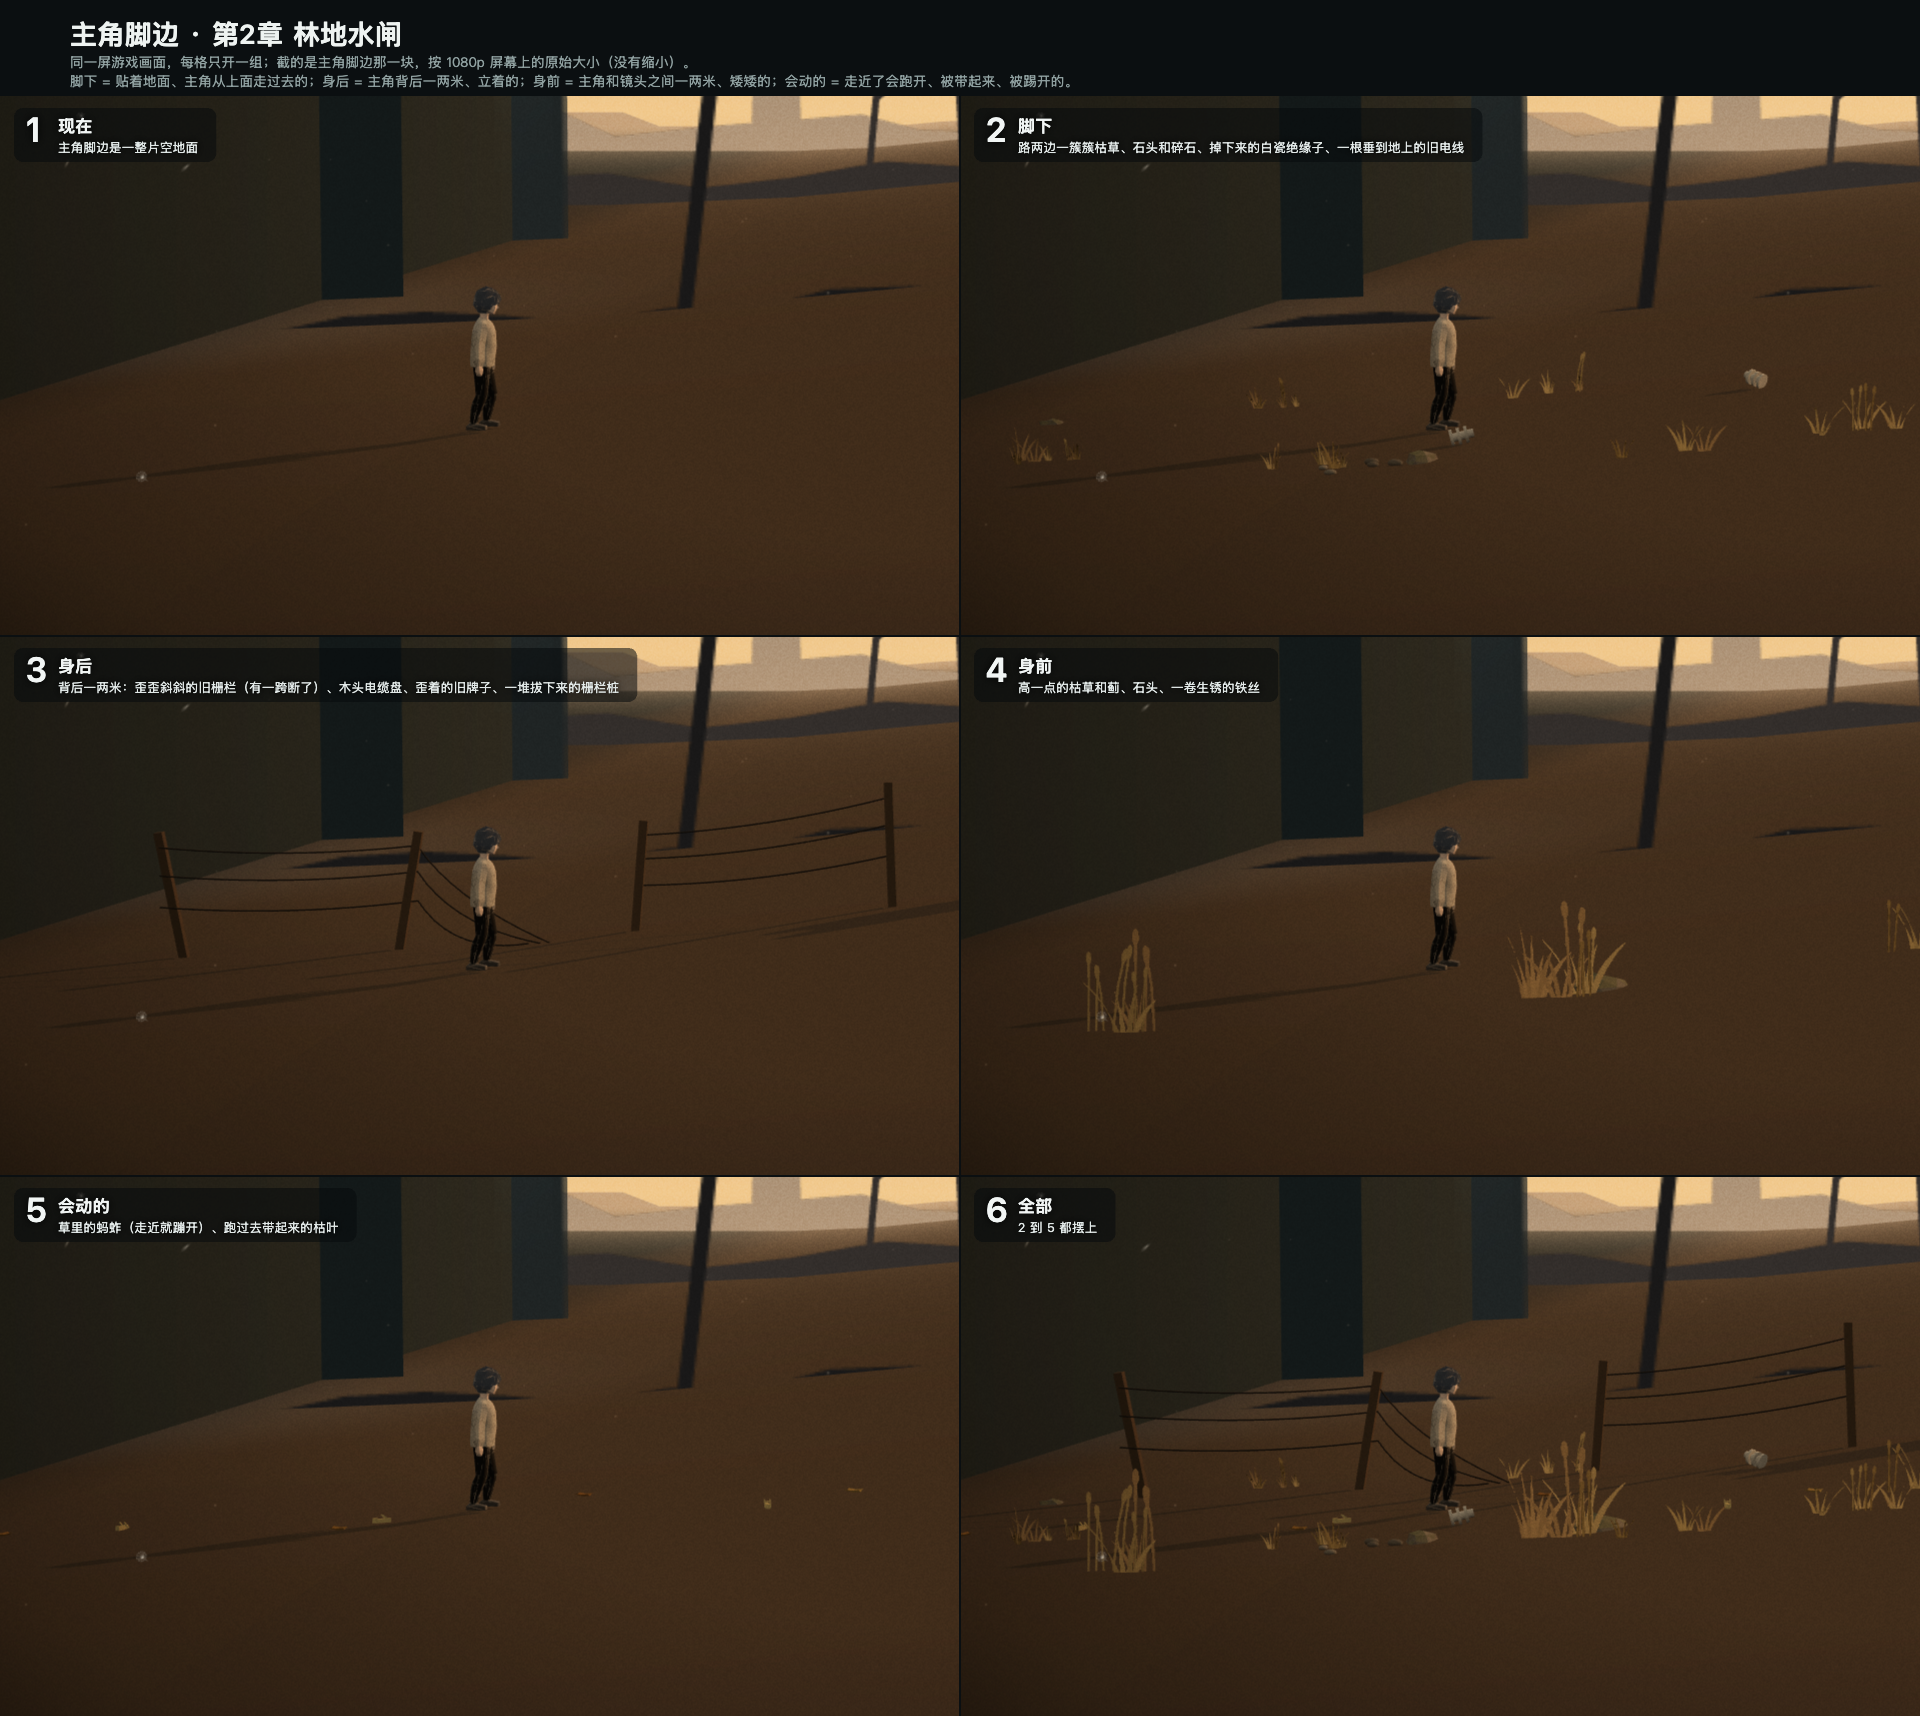 主角脚边 · 第2章 林地水闸
同一屏游戏画面，每格只开一组；截的是主角脚边那一块，按 1080p 屏幕上的原始大小（没有缩小）。
脚下 = 贴着地面、主角从上面走过去的；身后 = 主角背后一两米、立着的；身前 = 主角和镜头之间一两米、矮矮的；会动的 = 走近了会跑开、被带起来、被踢开的。
1 现在
主角脚边是一整片空地面
2 脚下
路两边一簇簇枯草、石头和碎石、掉下来的白瓷绝缘子、一根垂到地上的旧电线
3 身后
背后一两米：歪歪斜斜的旧栅栏（有一跨断了）、木头电缆盘、歪着的旧牌子、一堆拔下来的栅栏桩
4 身前
高一点的枯草和蓟、石头、一卷生锈的铁丝
5 会动的
草里的蚂蚱（走近就蹦开）、跑过去带起来的枯叶
6 全部
2 到 5 都摆上